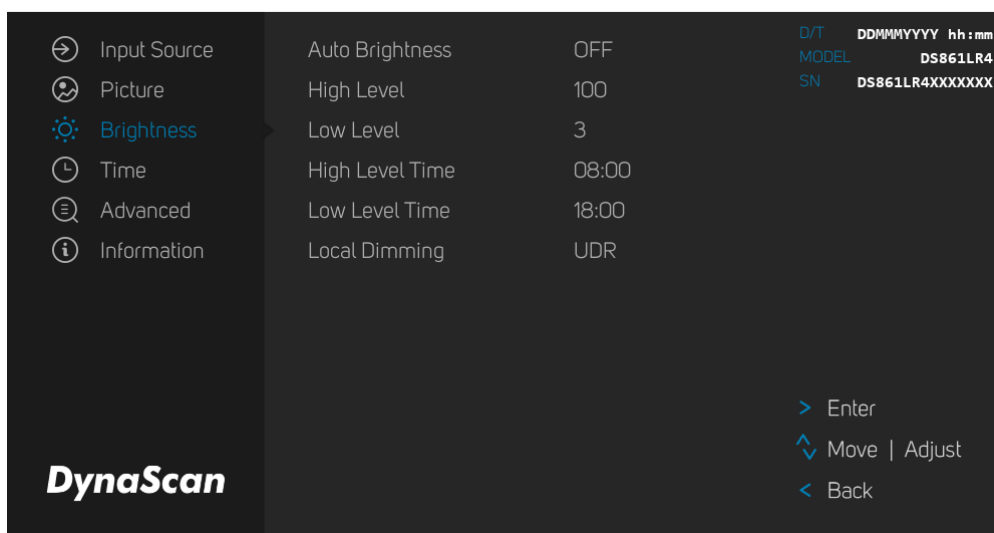 Input Source
Picture
Brightness
Time
Advanced
Information
DynaScan
Auto Brightness OFF
High Level 100
Low Level 3
High Level Time 08:00
Low Level Time 18:00
Local Dimming UDR
D/T DDMMMYYYY hh:mm
MODEL DS861LR4
SN DS861LR4XXXXXXX
> Enter
Move | Adjust
< Back